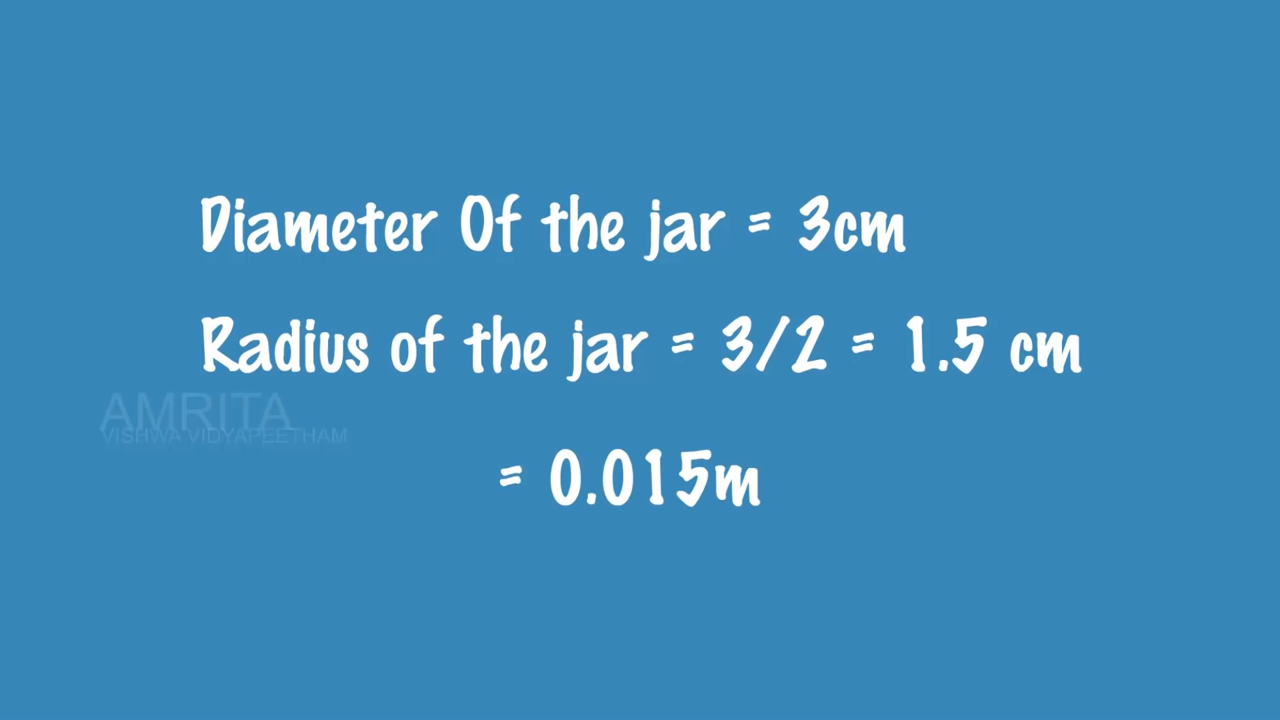 Diameter Of the jar = 3cm
Radius of the jar = 3/2 = 1.5 cm
AMRITA
VISHWA VIDYAPEETHAM
= 0.015m